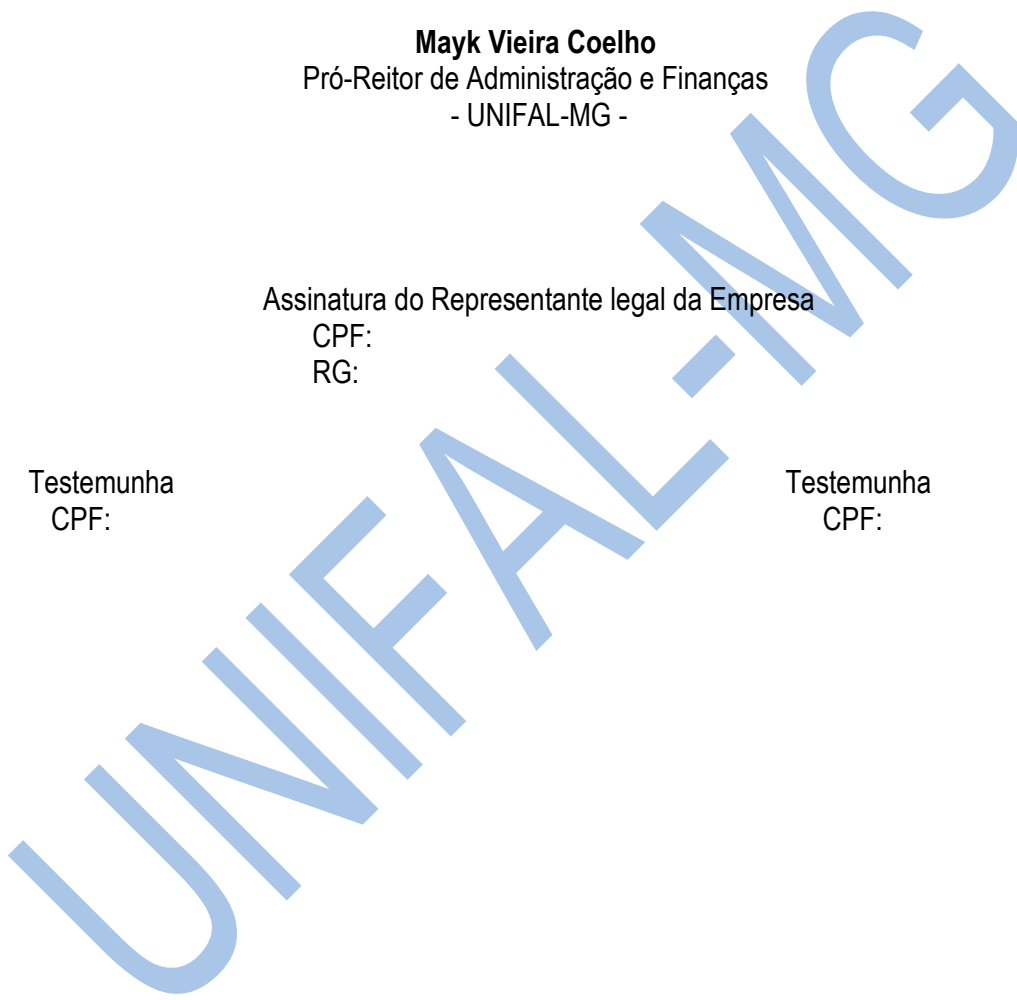 Mayk Vieira Coelho
Pró-Reitor de Administração e Finanças
- UNIFAL-MG -
Assinatura do Representante legal da Empresa
CPF:
RG:
Testemunha Testemunha
CPF: CPF:
UNIFAL-MG